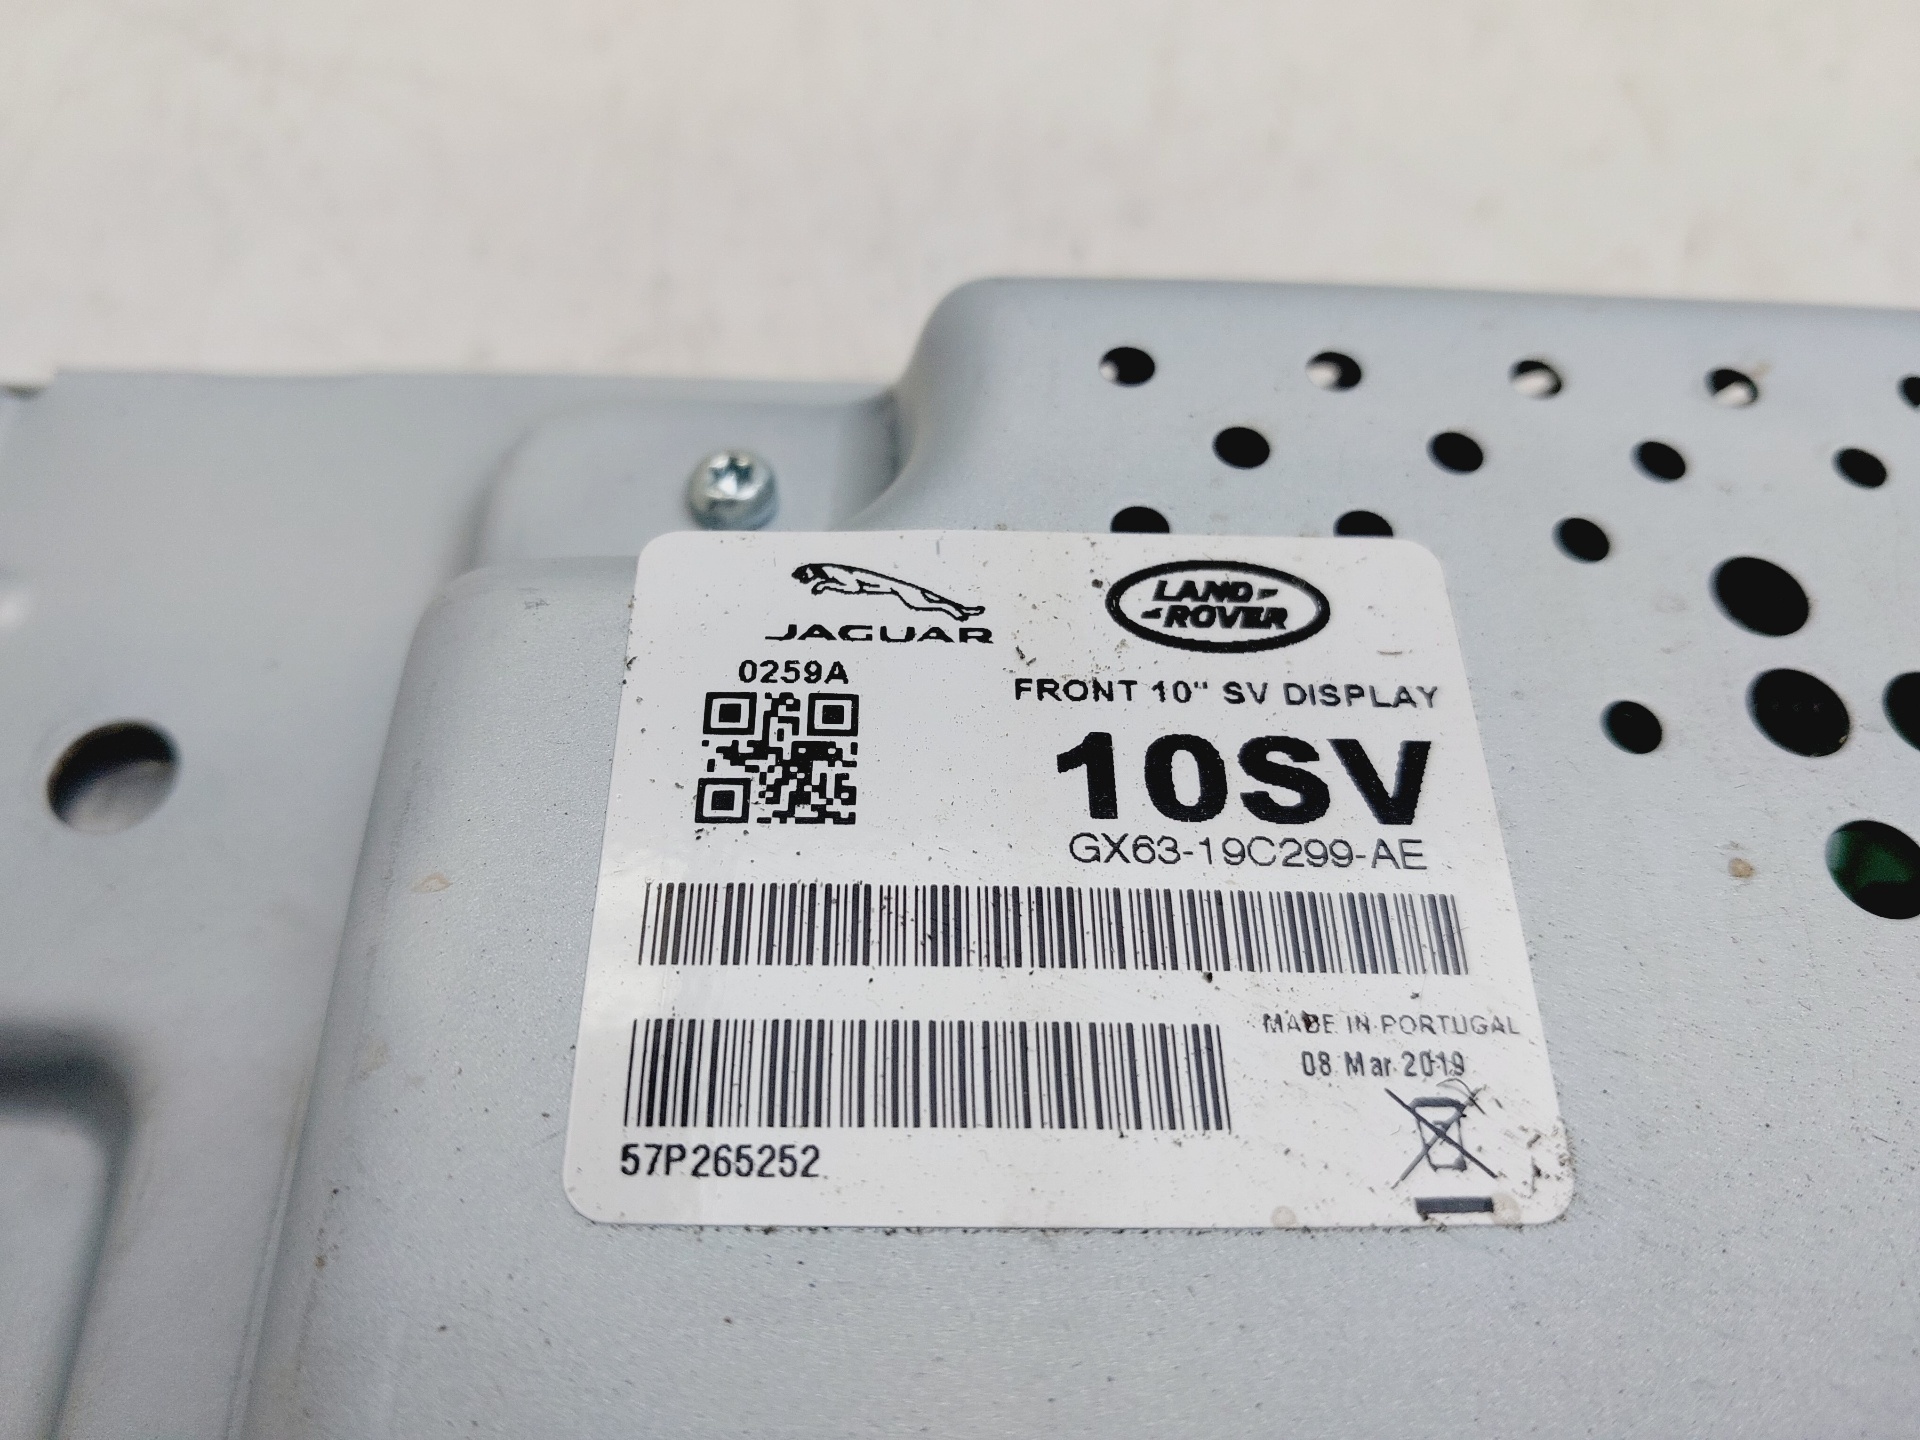 JAGUAR
LAND
ROVER
0259A
FRONT 10" SV DISPLAY
10SV
GX63-19C299-AE
MADE IN PORTUGAL
08 Mar 2019
57P265252